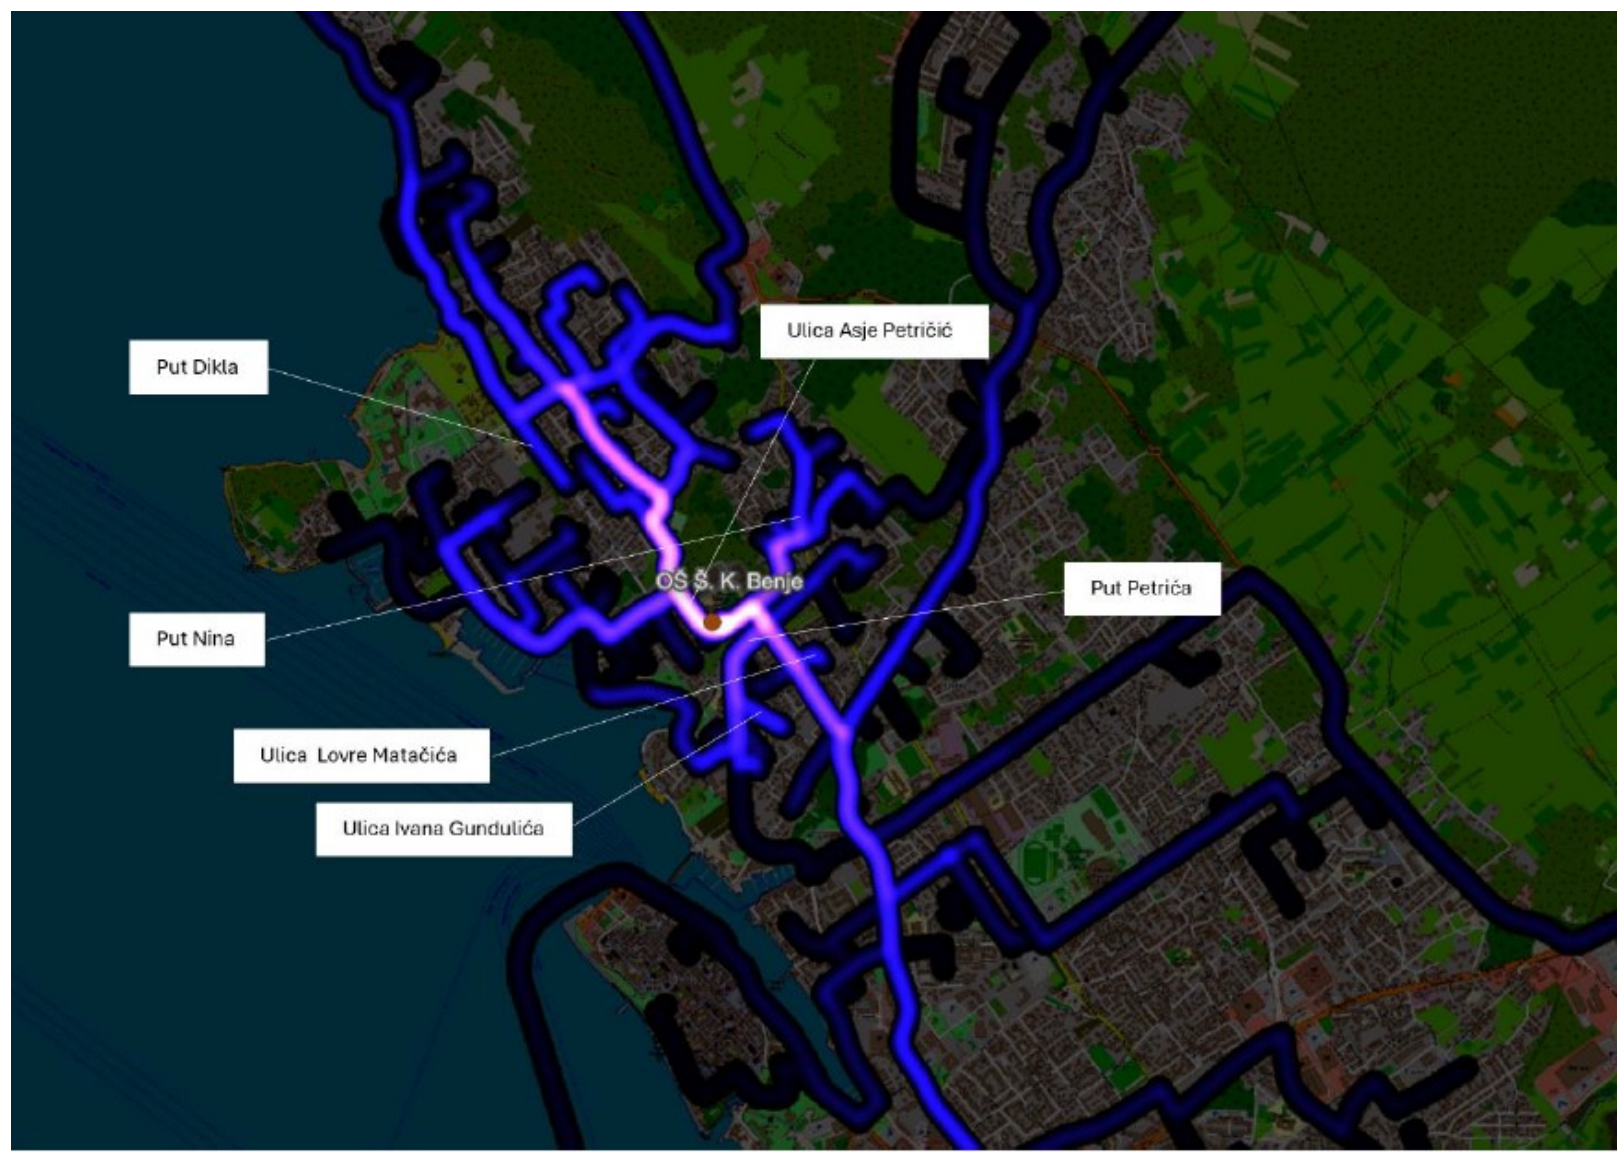 Ulica Asje Petričić
Put Dikla
OŠ Š. K. Benje
Put Petrića
Put Nina
Ulica Lovre Matačića
Ulica Ivana Gundulića